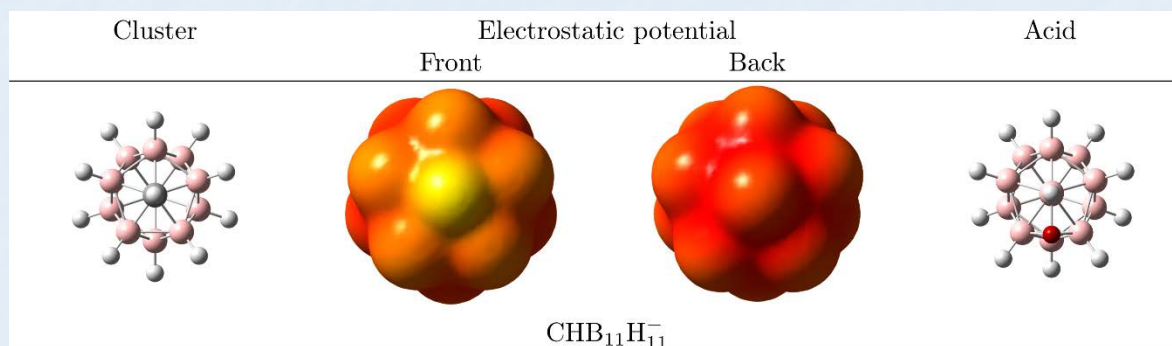 Cluster Electrostatic potential Acid
Front Back
CHB₁₁H₁₁⁻